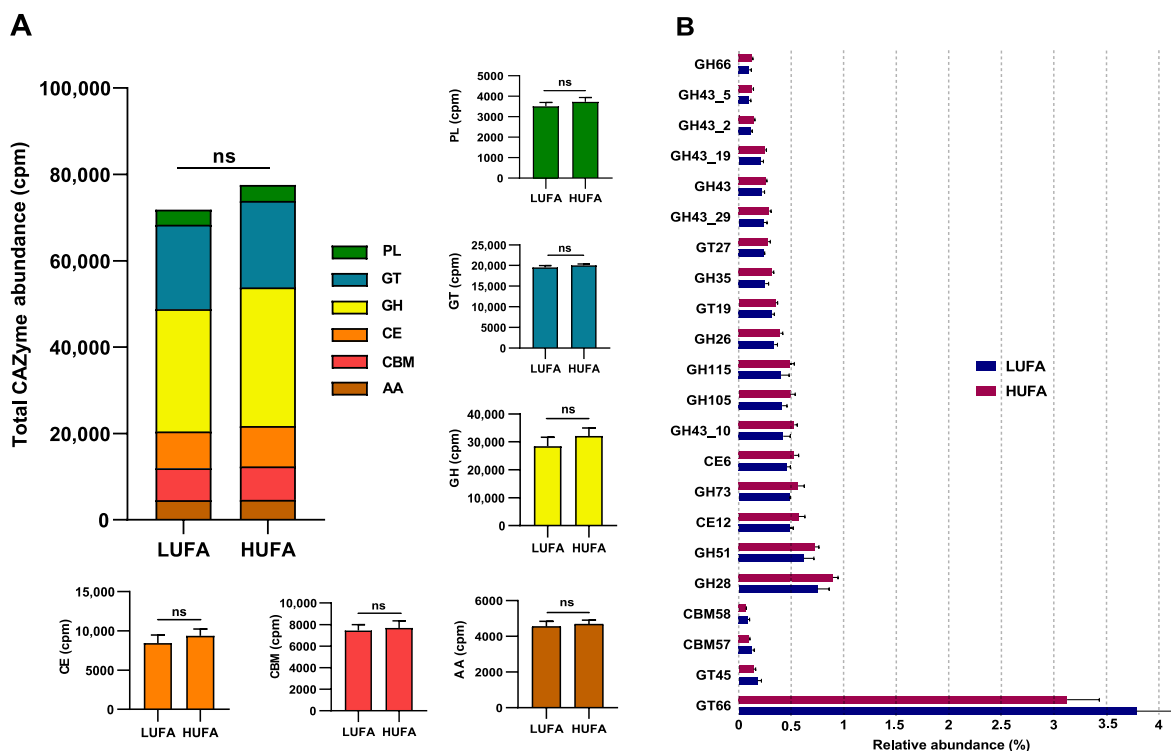 A
Total CAZyme abundance (cpm)
100,000
80,000
60,000
40,000
20,000
0
ns
LUFA HUFA
PL
GT
GH
CE
CBM
AA
PL (cpm)
5000
4000
3000
2000
1000
0
ns
LUFA HUFA
GT (cpm)
25,000
20,000
15,000
10,000
5000
0
ns
LUFA HUFA
GH (cpm)
40,000
30,000
20,000
10,000
0
ns
LUFA HUFA
CE (cpm)
15,000
10,000
5000
0
ns
LUFA HUFA
CBM (cpm)
10,000
8000
6000
4000
2000
0
ns
LUFA HUFA
AA (cpm)
6000
4000
2000
0
ns
LUFA HUFA
B
GH66
GH43_5
GH43_2
GH43_19
GH43
GH43_29
GT27
GH35
GT19
GH26
GH115
GH105
GH43_10
CE6
GH73
CE12
GH51
GH28
CBM58
CBM57
GT45
GT66
LUFA
HUFA
0 0.5 1 1.5 2 2.5 3 3.5 4
Relative abundance (%)